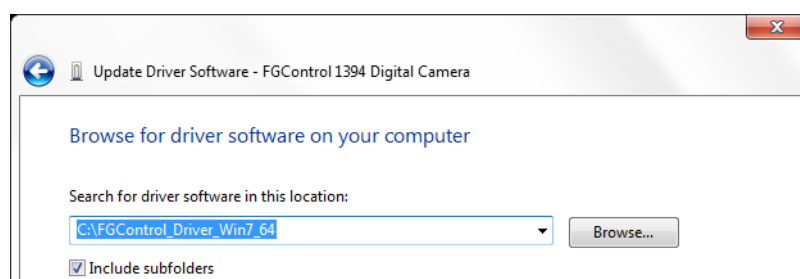 Update Driver Software - FGControl 1394 Digital Camera
Browse for driver software on your computer
Search for driver software in this location:
C:\FGControl_Driver_Win7_64
Browse...
Include subfolders